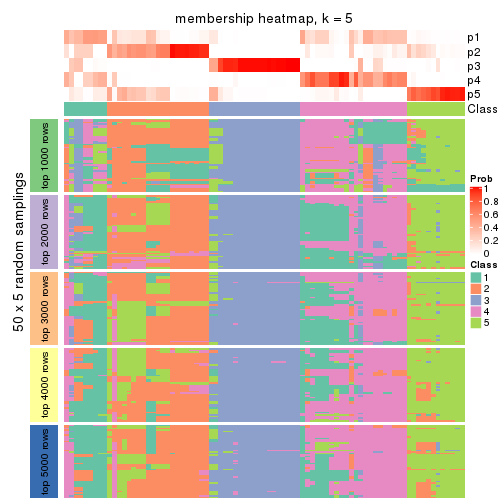 membership heatmap, k = 5
p1
p2
p3
p4
p5
Class
50 x 5 random samplings
top 1000 rows
top 2000 rows
top 3000 rows
top 4000 rows
top 5000 rows
Prob
1
0.8
0.6
0.4
0.2
0
Class
1
2
3
4
5